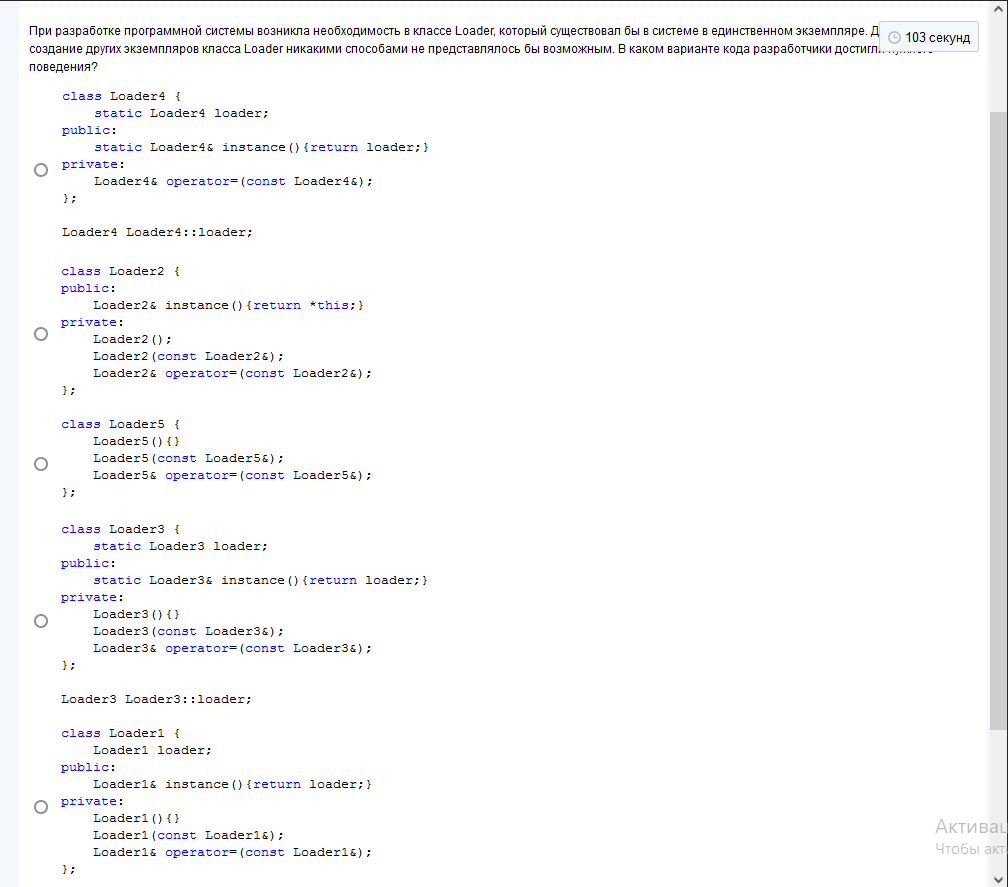 При разработке программной системы возникла необходимость в классе Loader, который существовал бы в системе в единственном экземпляре.
103 секунд
создание других экземпляров класса Loader никакими способами не представлялось бы возможным. В каком варианте кода разработчики
поведения?
class Loader4 {
static Loader4 loader;
public:
static Loader4& instance(){return loader;}
private:
Loader4& operator=(const Loader4&);
};
Loader4 Loader4::loader;
class Loader2 {
public:
Loader2& instance(){return *this;}
private:
Loader2();
Loader2(const Loader2&);
Loader2& operator=(const Loader2&);
};
class Loader5 {
Loader5(){}
Loader5(const Loader5&);
Loader5& operator=(const Loader5&);
};
class Loader3 {
static Loader3 loader;
public:
static Loader3& instance(){return loader;}
private:
Loader3(){}
Loader3(const Loader3&);
Loader3& operator=(const Loader3&);
};
Loader3 Loader3::loader;
class Loader1 {
Loader1 loader;
public:
Loader1& instance(){return loader;}
private:
Loader1(){}
Loader1(const Loader1&);
Loader1& operator=(const Loader1&);
};
Чтобы